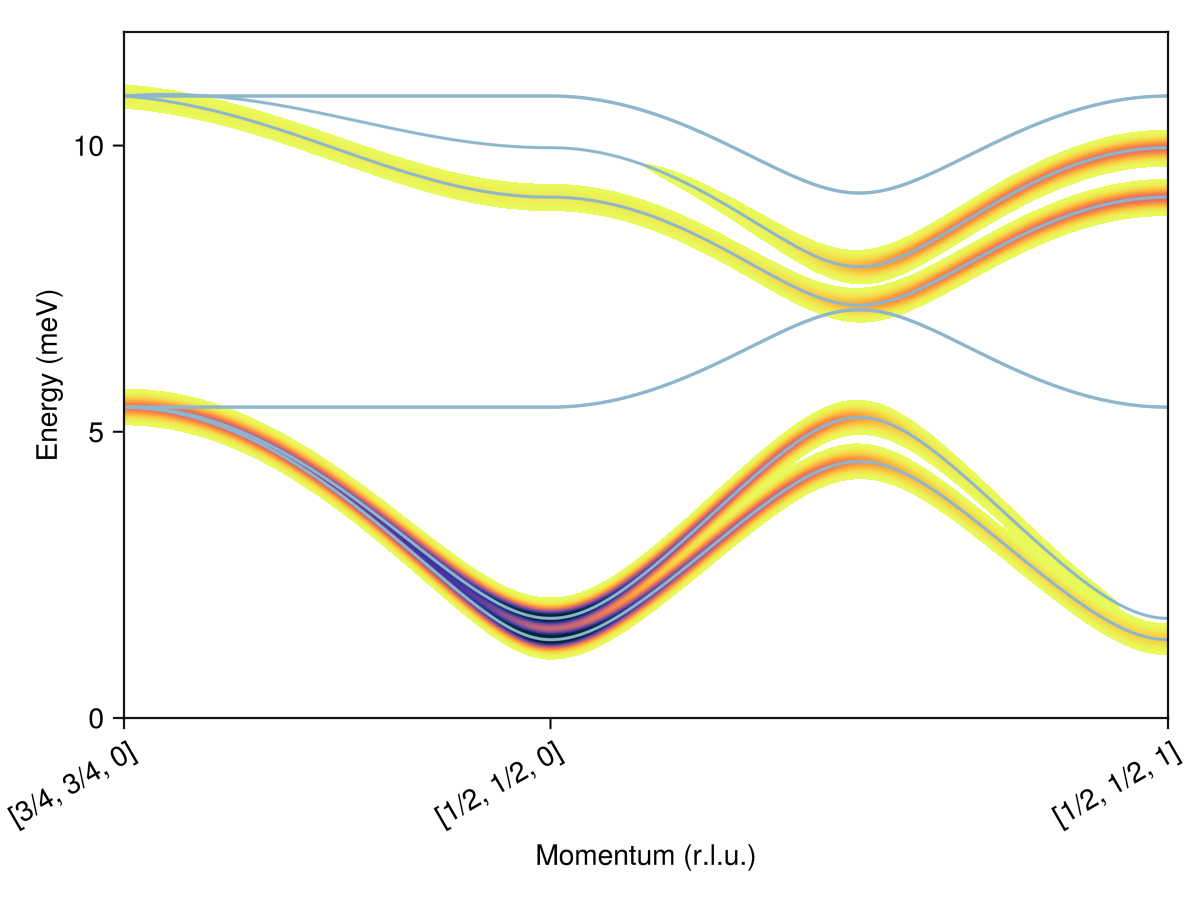 10
5
0
Energy (meV)
[3/4, 3/4, 0]
[1/2, 1/2, 0]
[1/2, 1/2, 1]
Momentum (r.l.u.)